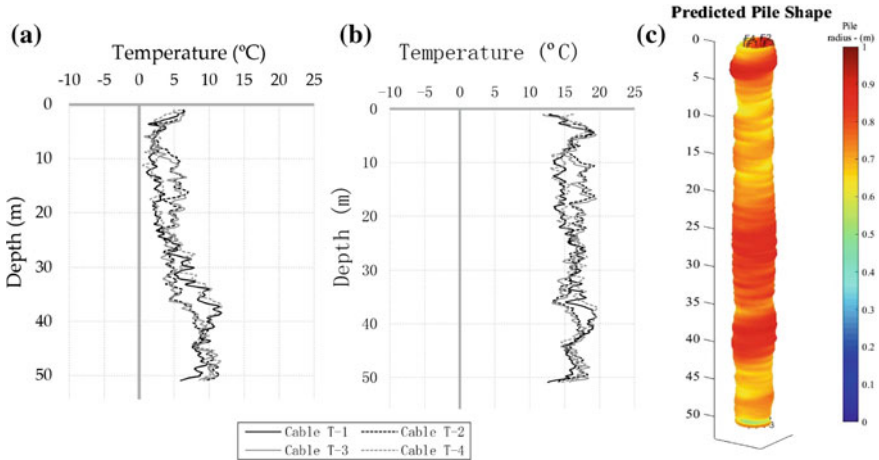 (a)
Temperature (ºC)
-10 -5 0 5 10 15 20 25
Depth (m)
0
10
20
30
40
50
(b)
Temperature (ºC)
-10 -5 0 5 10 15 20 25
Depth (m)
0
10
20
30
40
50
Cable T-1
Cable T-2
Cable T-3
Cable T-4
(c)
Predicted Pile Shape
0
5
10
15
20
25
30
35
40
45
50
Pile
radius - (m)
1
0.9
0.8
0.7
0.6
0.5
0.4
0.3
0.2
0.1
0